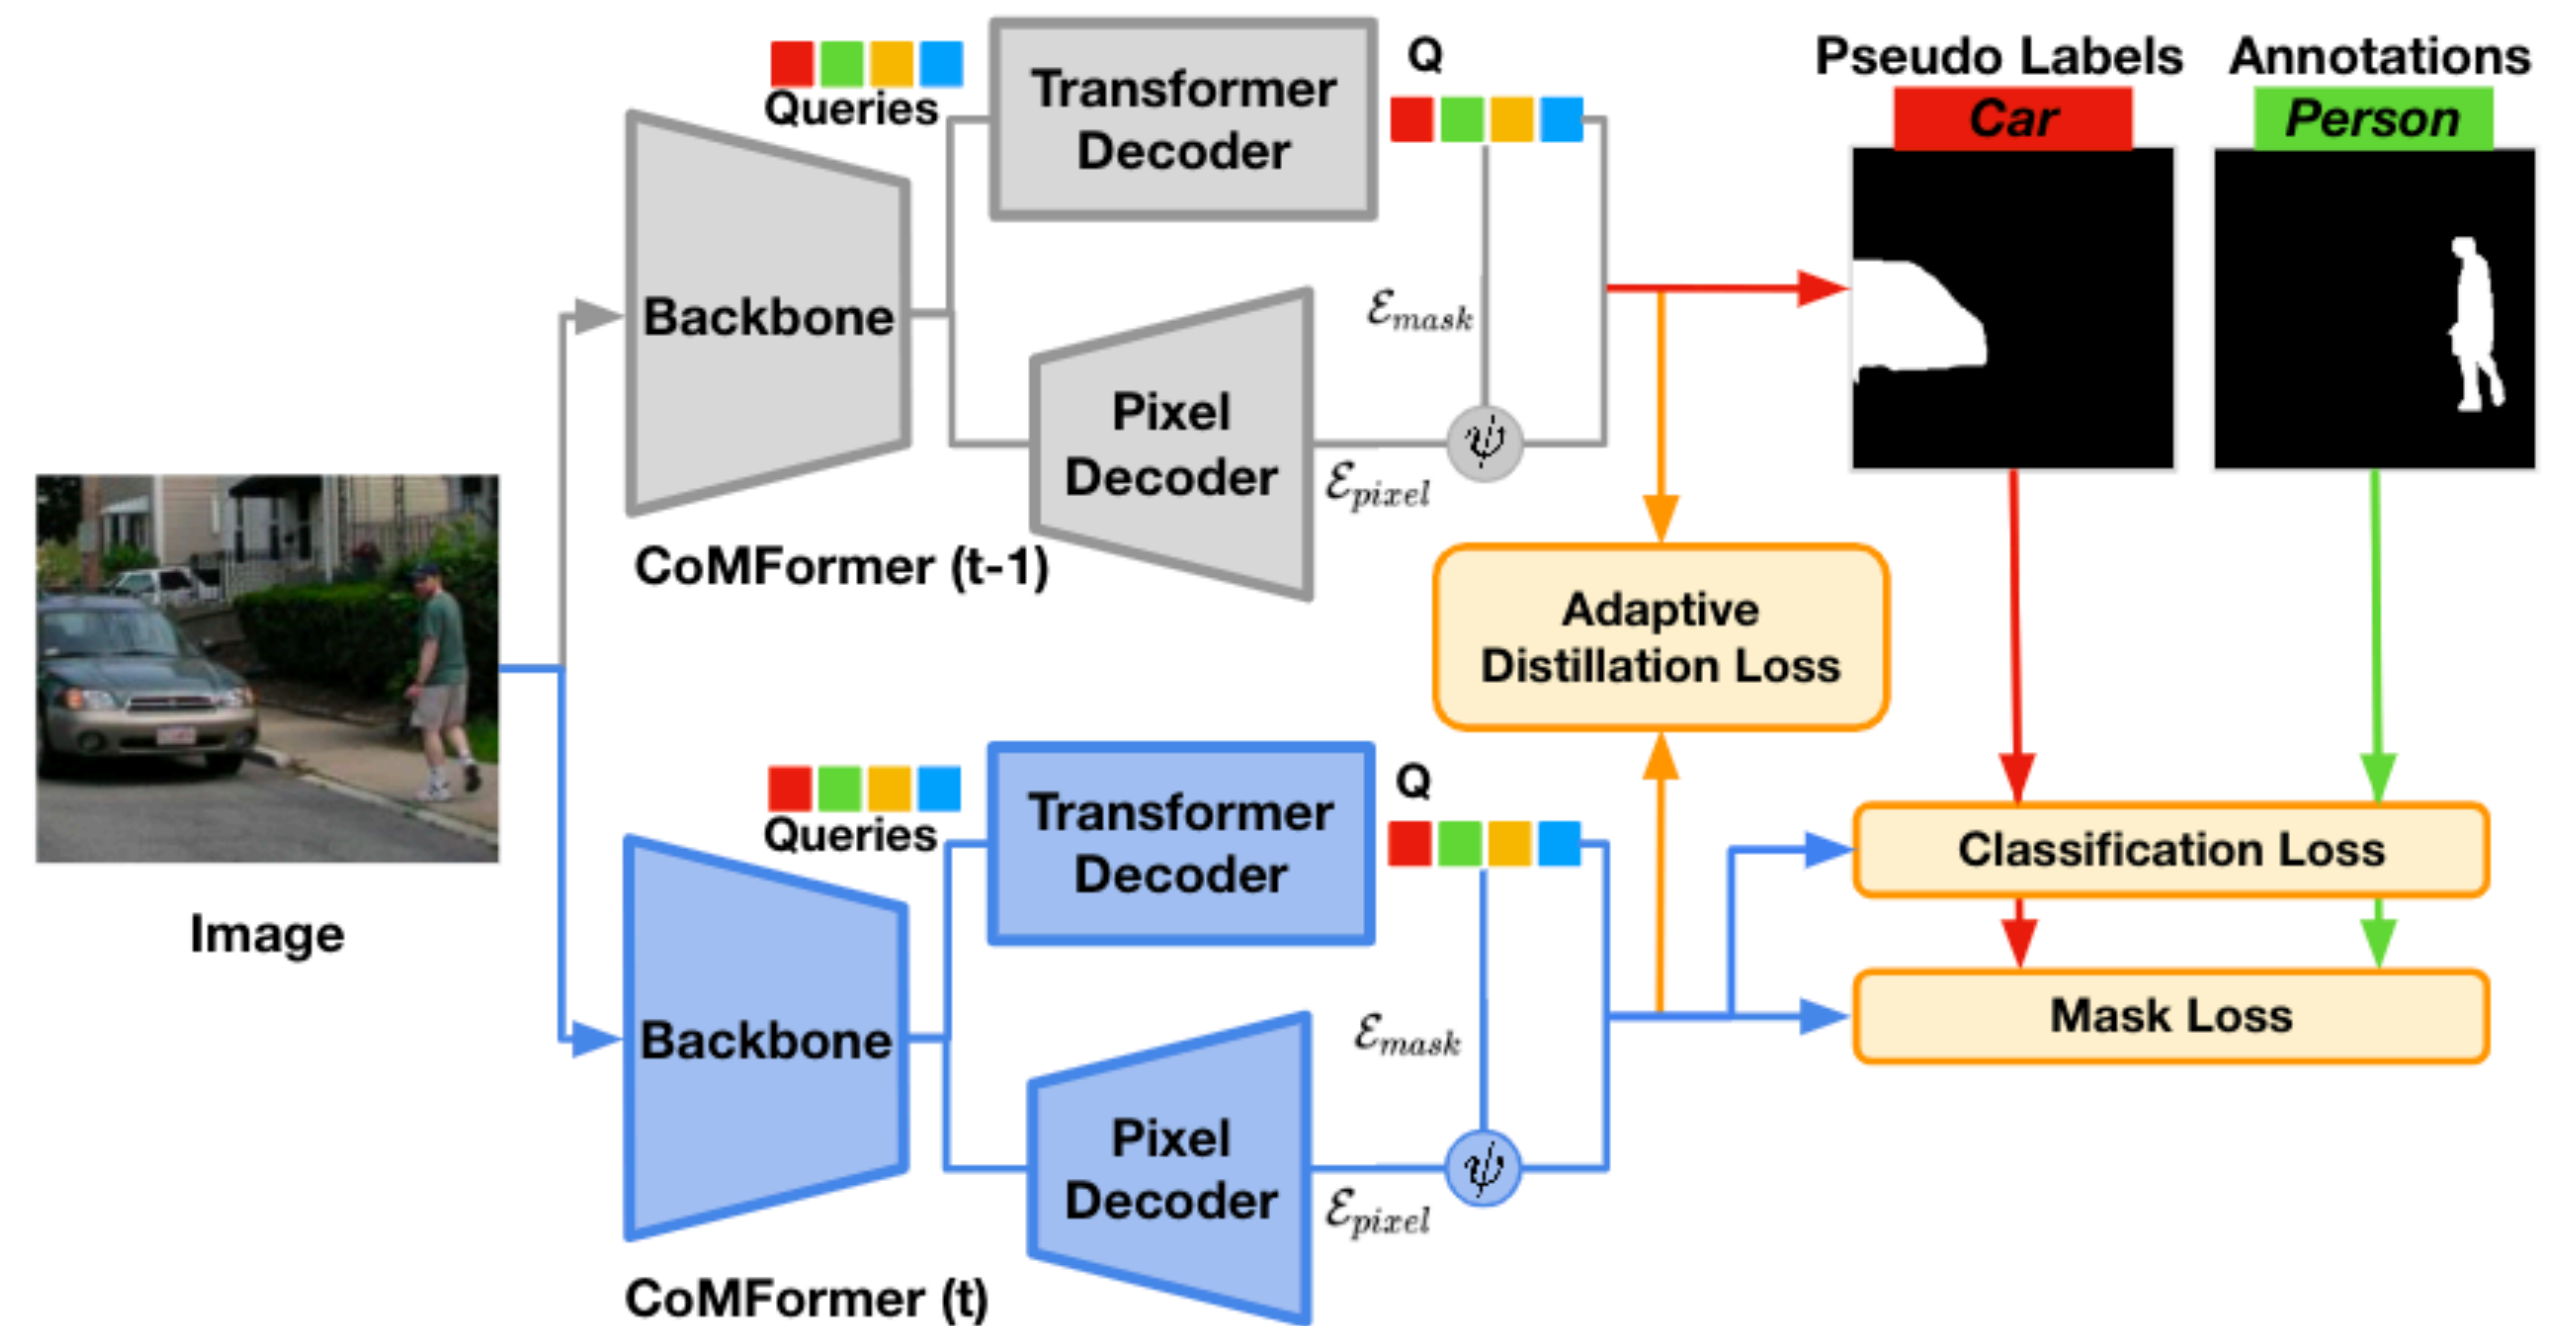 Queries
Transformer
Decoder
Q
Pseudo Labels
Annotations
Car
Person
Backbone
ℰmask
Pixel
Decoder
ℰpixel
ψ
CoMFormer (t-1)
Adaptive
Distillation Loss
Image
Queries
Transformer
Decoder
Q
Classification Loss
Backbone
ℰmask
Mask Loss
Pixel
Decoder
ℰpixel
ψ
CoMFormer (t)